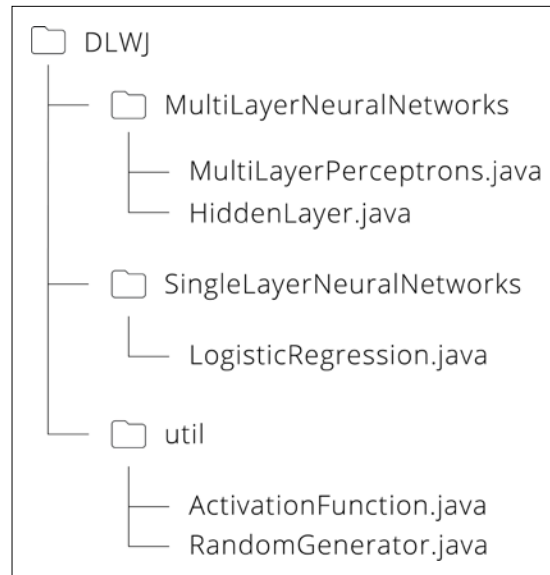 DLWJ
MultiLayerNeuralNetworks
MultiLayerPerceptrons.java
HiddenLayer.java
SingleLayerNeuralNetworks
LogisticRegression.java
util
ActivationFunction.java
RandomGenerator.java